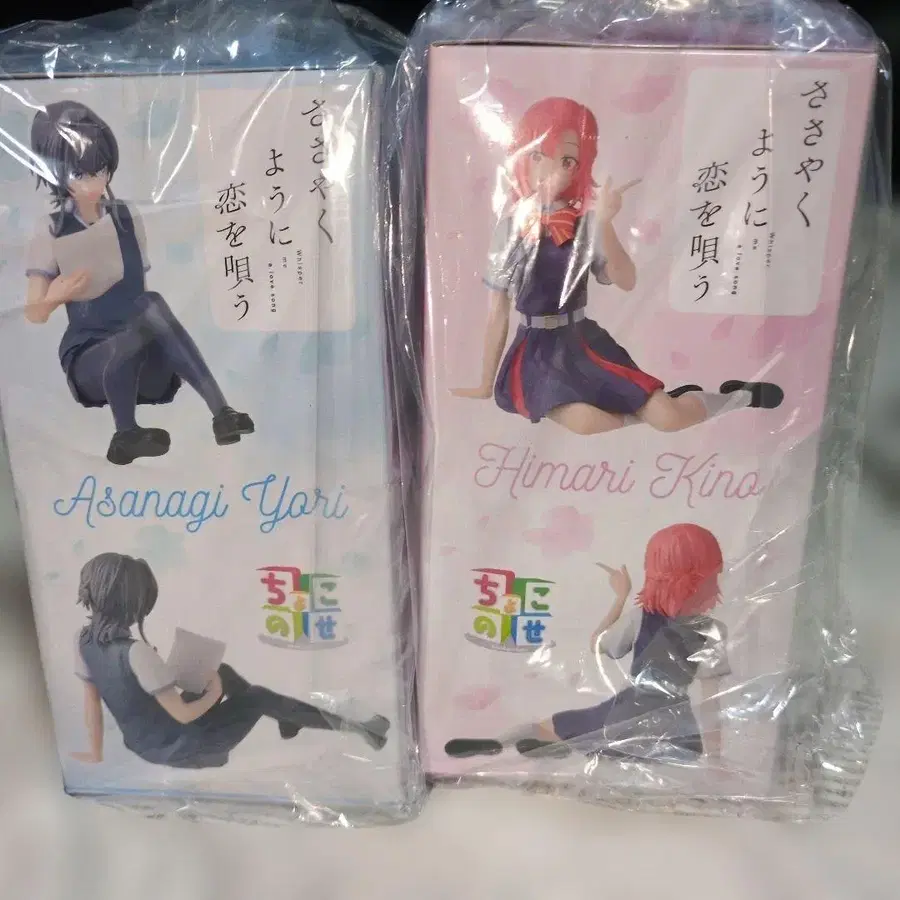 ささやく
ように
恋を唄う
Whisper
me
a love song
Asanagi Yori
ちょこ
のせ
ささやく
ように
恋を唄う
Whisper
me
a love song
Himari Kino
ちょこ
のせ